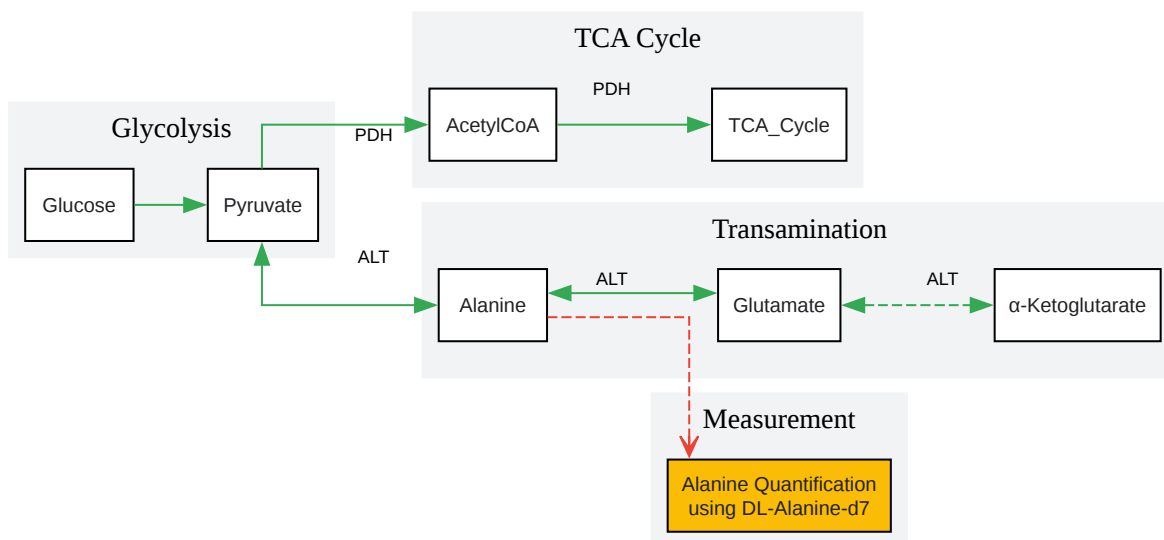 TCA Cycle
PDH
AcetylCoA
TCA_Cycle
Glycolysis
PDH
Glucose
Pyruvate
Transamination
ALT
ALT
ALT
Alanine
Glutamate
α-Ketoglutarate
Measurement
Alanine Quantification
using DL-Alanine-d7